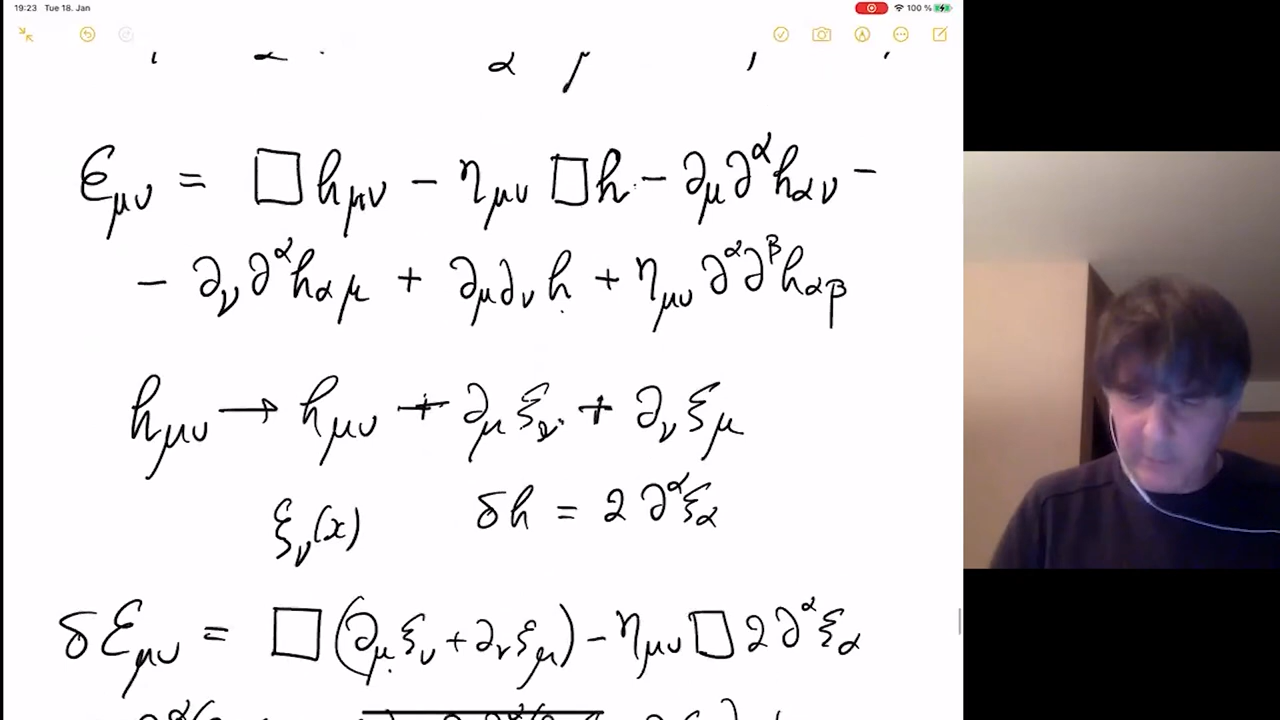 19:23 Tue 18. Jan 100 %
ℰ_μν = □ h_μν − η_μν □ h − ∂_μ ∂^α h_αν −
− ∂_ν ∂^α h_αμ + ∂_μ ∂_ν h + η_μν ∂^α ∂^β h_αβ
h_μν → h_μν + ∂_μ ξ_ν + ∂_ν ξ_μ
ξ_ν(x) δh = 2 ∂^α ξ_α
δℰ_μν = □ (∂_μ ξ_ν + ∂_ν ξ_μ) − η_μν □ 2 ∂^α ξ_α